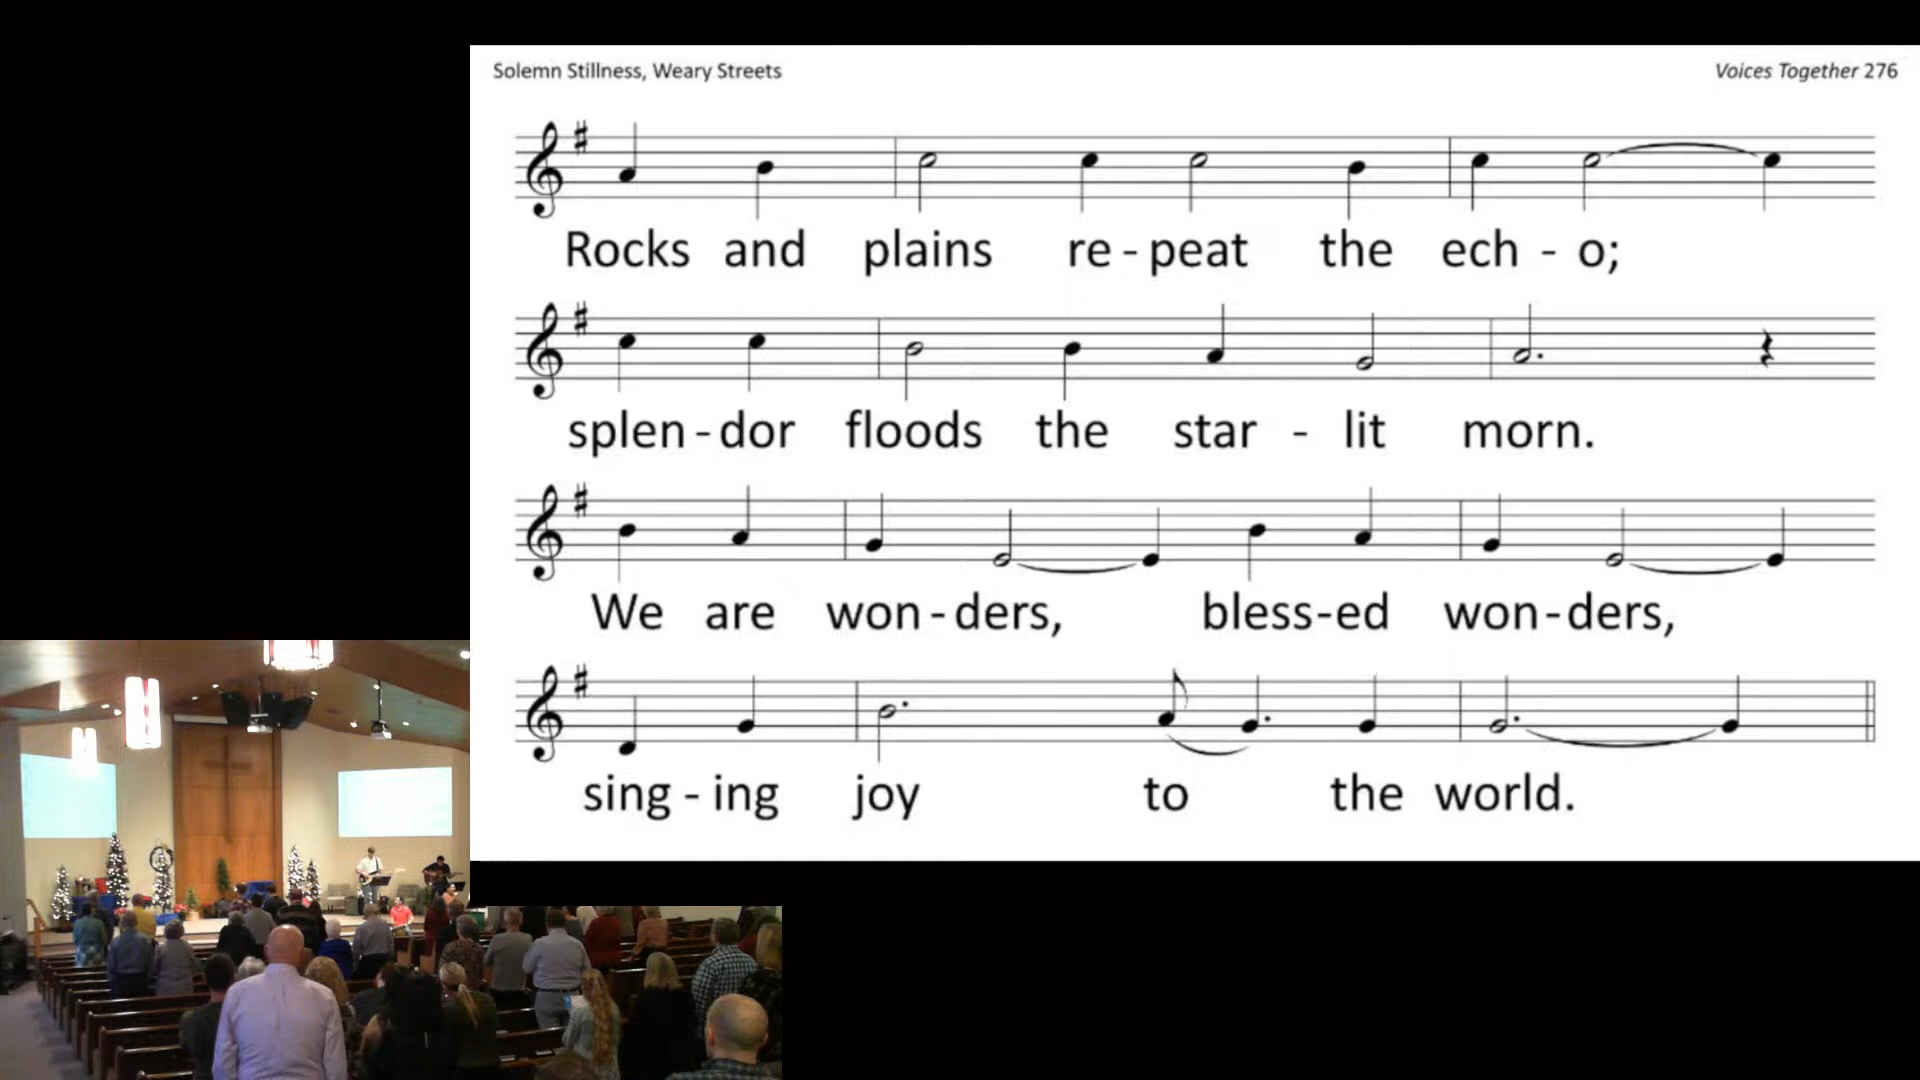 Solemn Stillness, Weary Streets
Voices Together 276
Rocks and plains re - peat the ech - o;
splen - dor floods the star - lit morn.
We are won - ders, bless - ed won - ders,
sing - ing joy to the world.